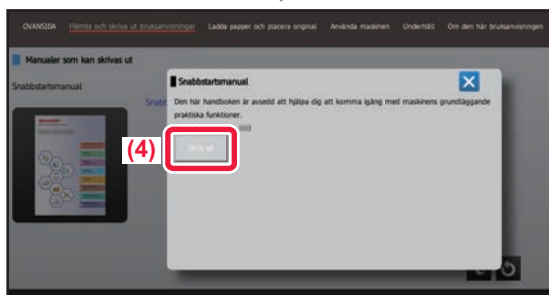 OVANSIDA Hämta och skriva ut bruksanvisningar Ladda papper och placera original Använda maskinen Underhåll Om den här bruksanvisningen
Manualer som kan skrivas ut
Snabbstartsmanual
Snabbstartsmanual
Snabb
Den här handboken är avsedd att hjälpa dig att komma igång med maskinens grundläggande
praktiska funktioner.
(4)
Skriv ut